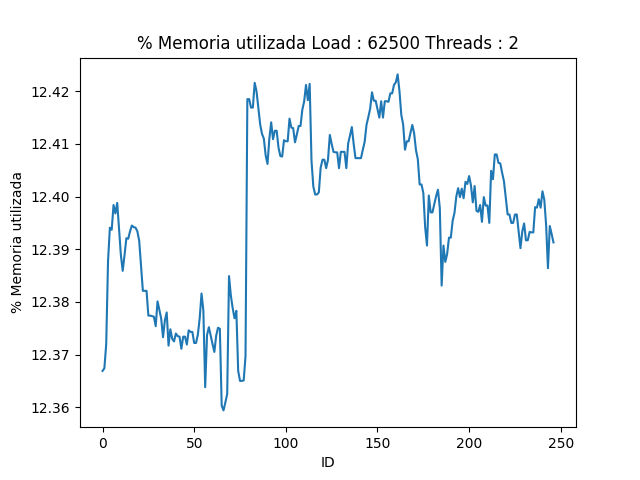 % Memoria utilizada Load : 62500 Threads : 2
% Memoria utilizada
12.42
12.41
12.40
12.39
12.38
12.37
12.36
0 50 100 150 200 250
ID